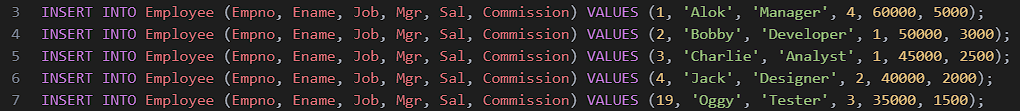 3 INSERT INTO Employee (Empno, Ename, Job, Mgr, Sal, Commission) VALUES (1, 'Alok', 'Manager', 4, 60000, 5000);
4 INSERT INTO Employee (Empno, Ename, Job, Mgr, Sal, Commission) VALUES (2, 'Bobby', 'Developer', 1, 50000, 3000);
5 INSERT INTO Employee (Empno, Ename, Job, Mgr, Sal, Commission) VALUES (3, 'Charlie', 'Analyst', 1, 45000, 2500);
6 INSERT INTO Employee (Empno, Ename, Job, Mgr, Sal, Commission) VALUES (4, 'Jack', 'Designer', 2, 40000, 2000);
7 INSERT INTO Employee (Empno, Ename, Job, Mgr, Sal, Commission) VALUES (19, 'Oggy', 'Tester', 3, 35000, 1500);